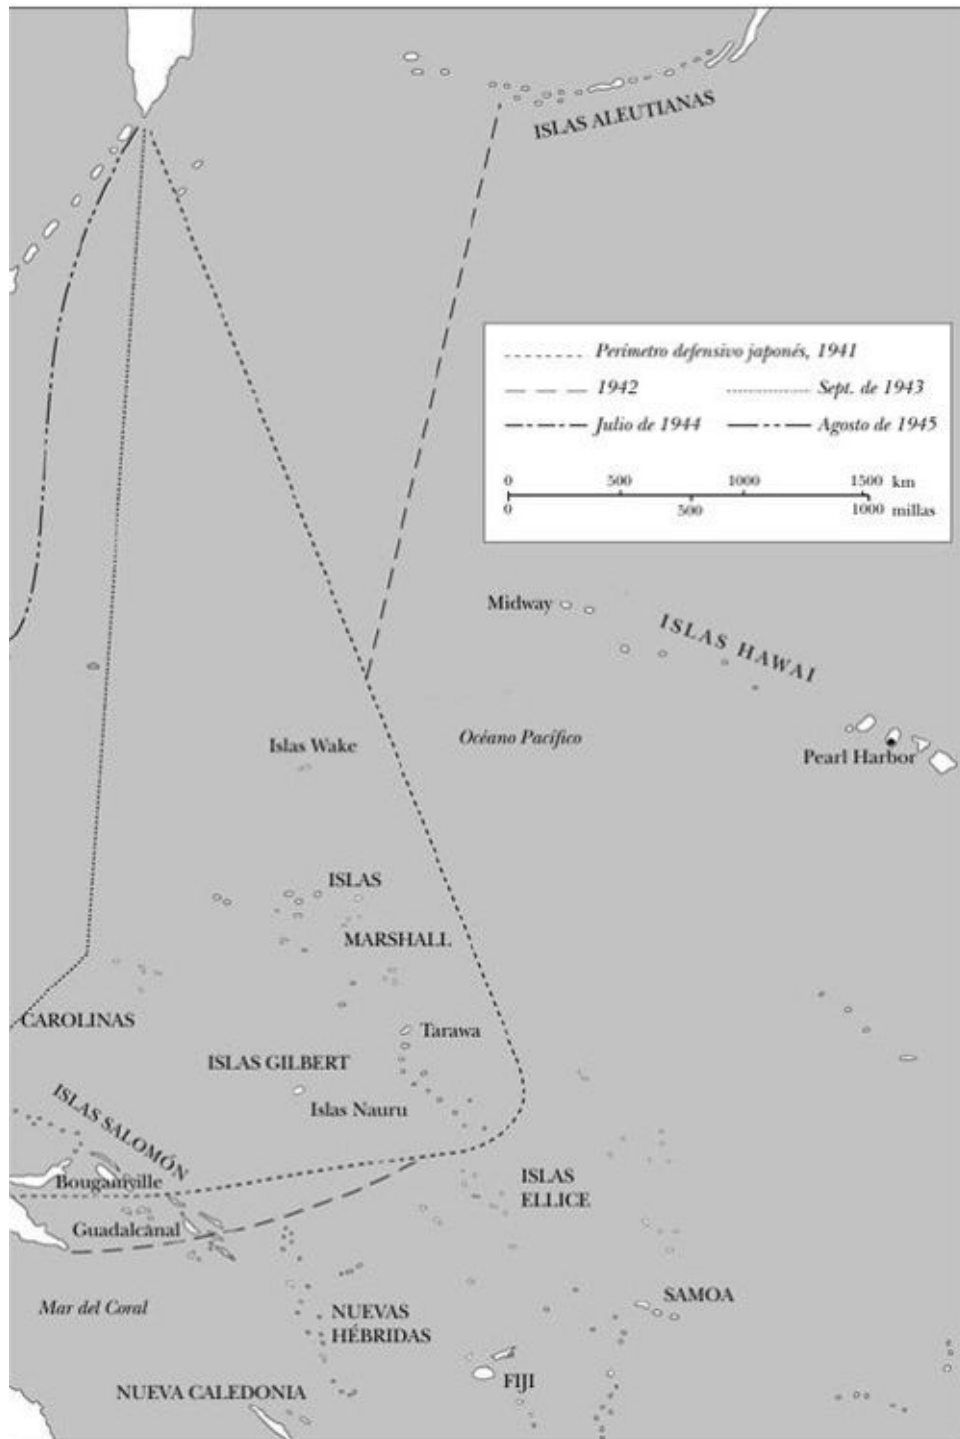 ISLAS ALEUTIANAS
Perímetro defensivo japonés, 1941
1942
Sept. de 1943
Julio de 1944
Agosto de 1945
0 500 1000 1500 km
0 500 1000 millas
Midway
ISLAS HAWAI
Islas Wake
Océano Pacífico
Pearl Harbor
ISLAS
MARSHALL
CAROLINAS
Tarawa
ISLAS GILBERT
Islas Nauru
ISLAS SALOMÓN
Bougainville
ISLAS
ELLICE
Guadalcanal
Mar del Coral
NUEVAS
HÉBRIDAS
SAMOA
FIJI
NUEVA CALEDONIA